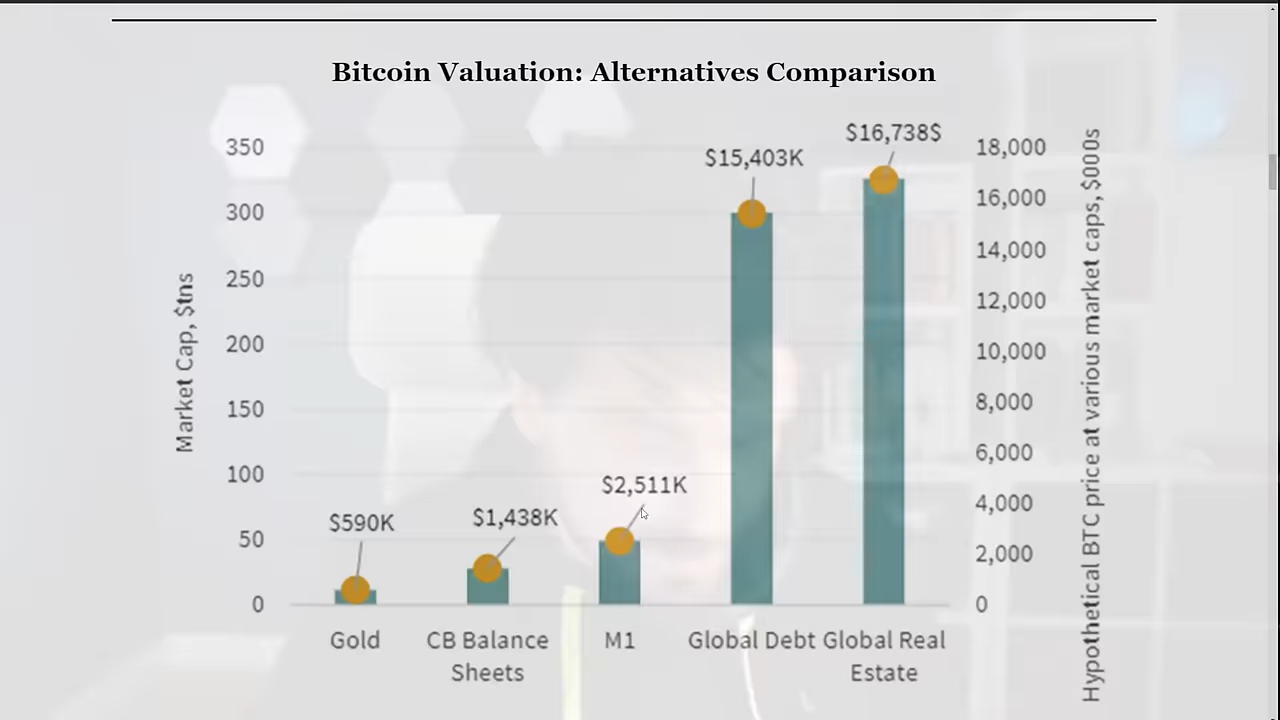 Bitcoin Valuation: Alternatives Comparison
$16,738$
$15,403K
$2,511K
$1,438K
$590K
Market Cap, $tns
350
300
250
200
150
100
50
0
18,000
16,000
14,000
12,000
10,000
8,000
6,000
4,000
2,000
0
Hypothetical BTC price at various market caps, $000s
Gold
CB Balance
Sheets
M1
Global Debt
Global Real
Estate